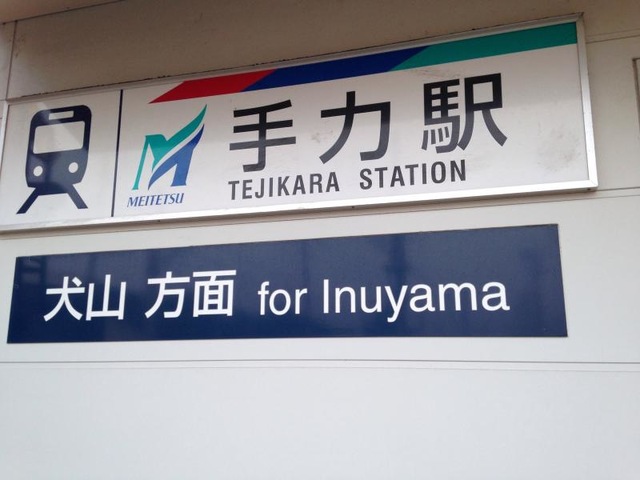 手力駅
TEJIKARA STATION
MEITETSU
犬山 方面 for Inuyama